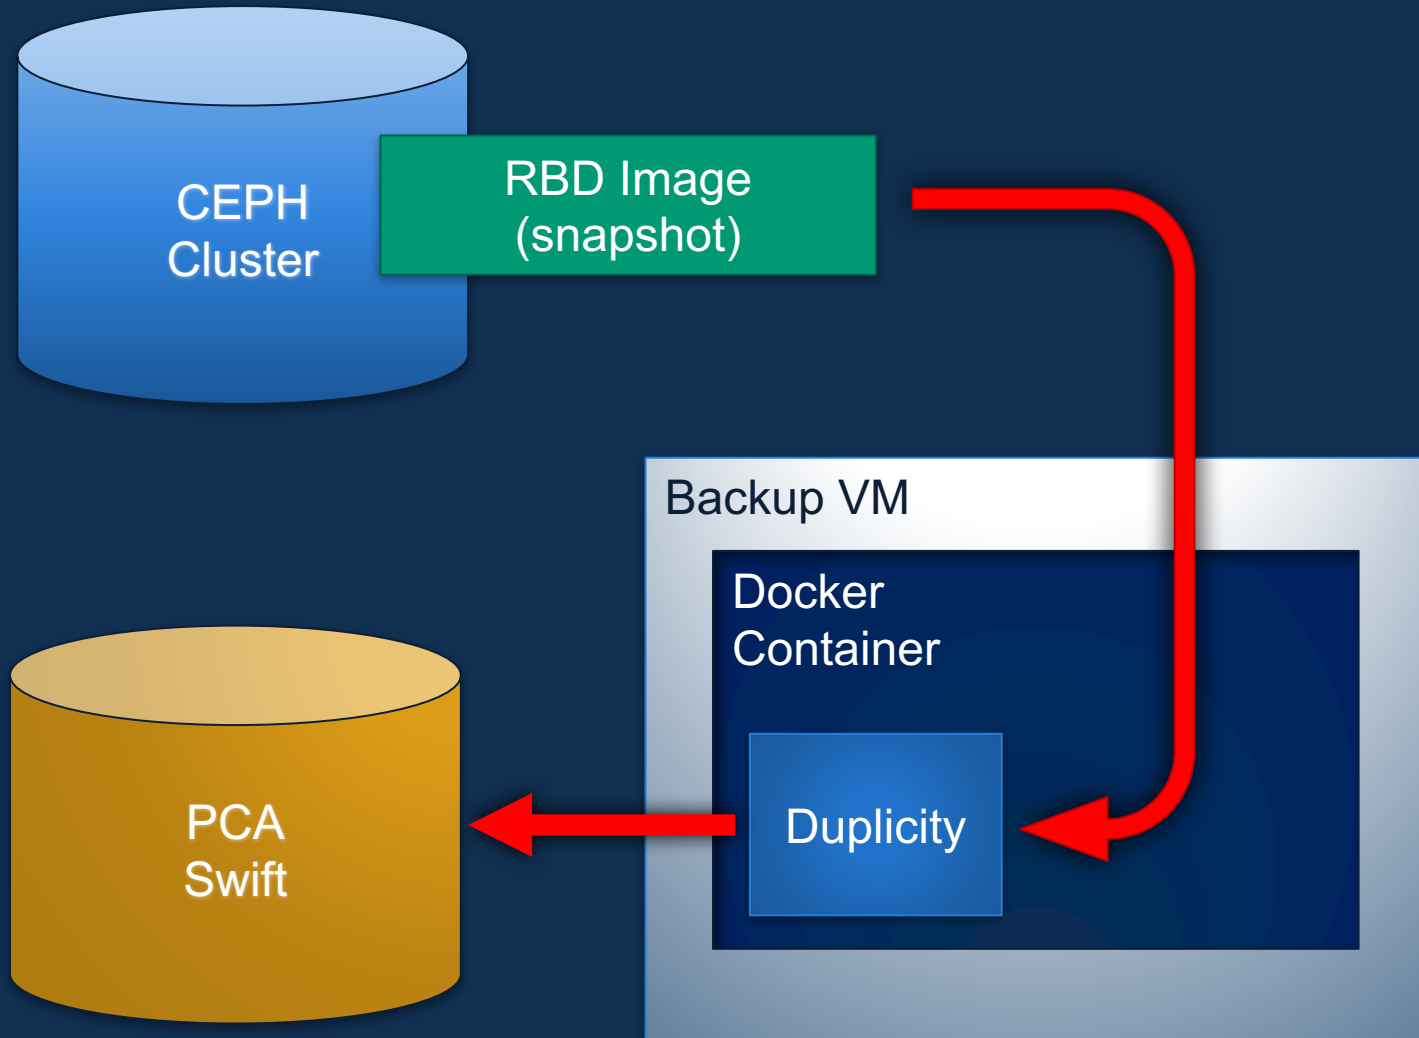 CEPH
Cluster
RBD Image
(snapshot)
Backup VM
Docker
Container
Duplicity
PCA
Swift